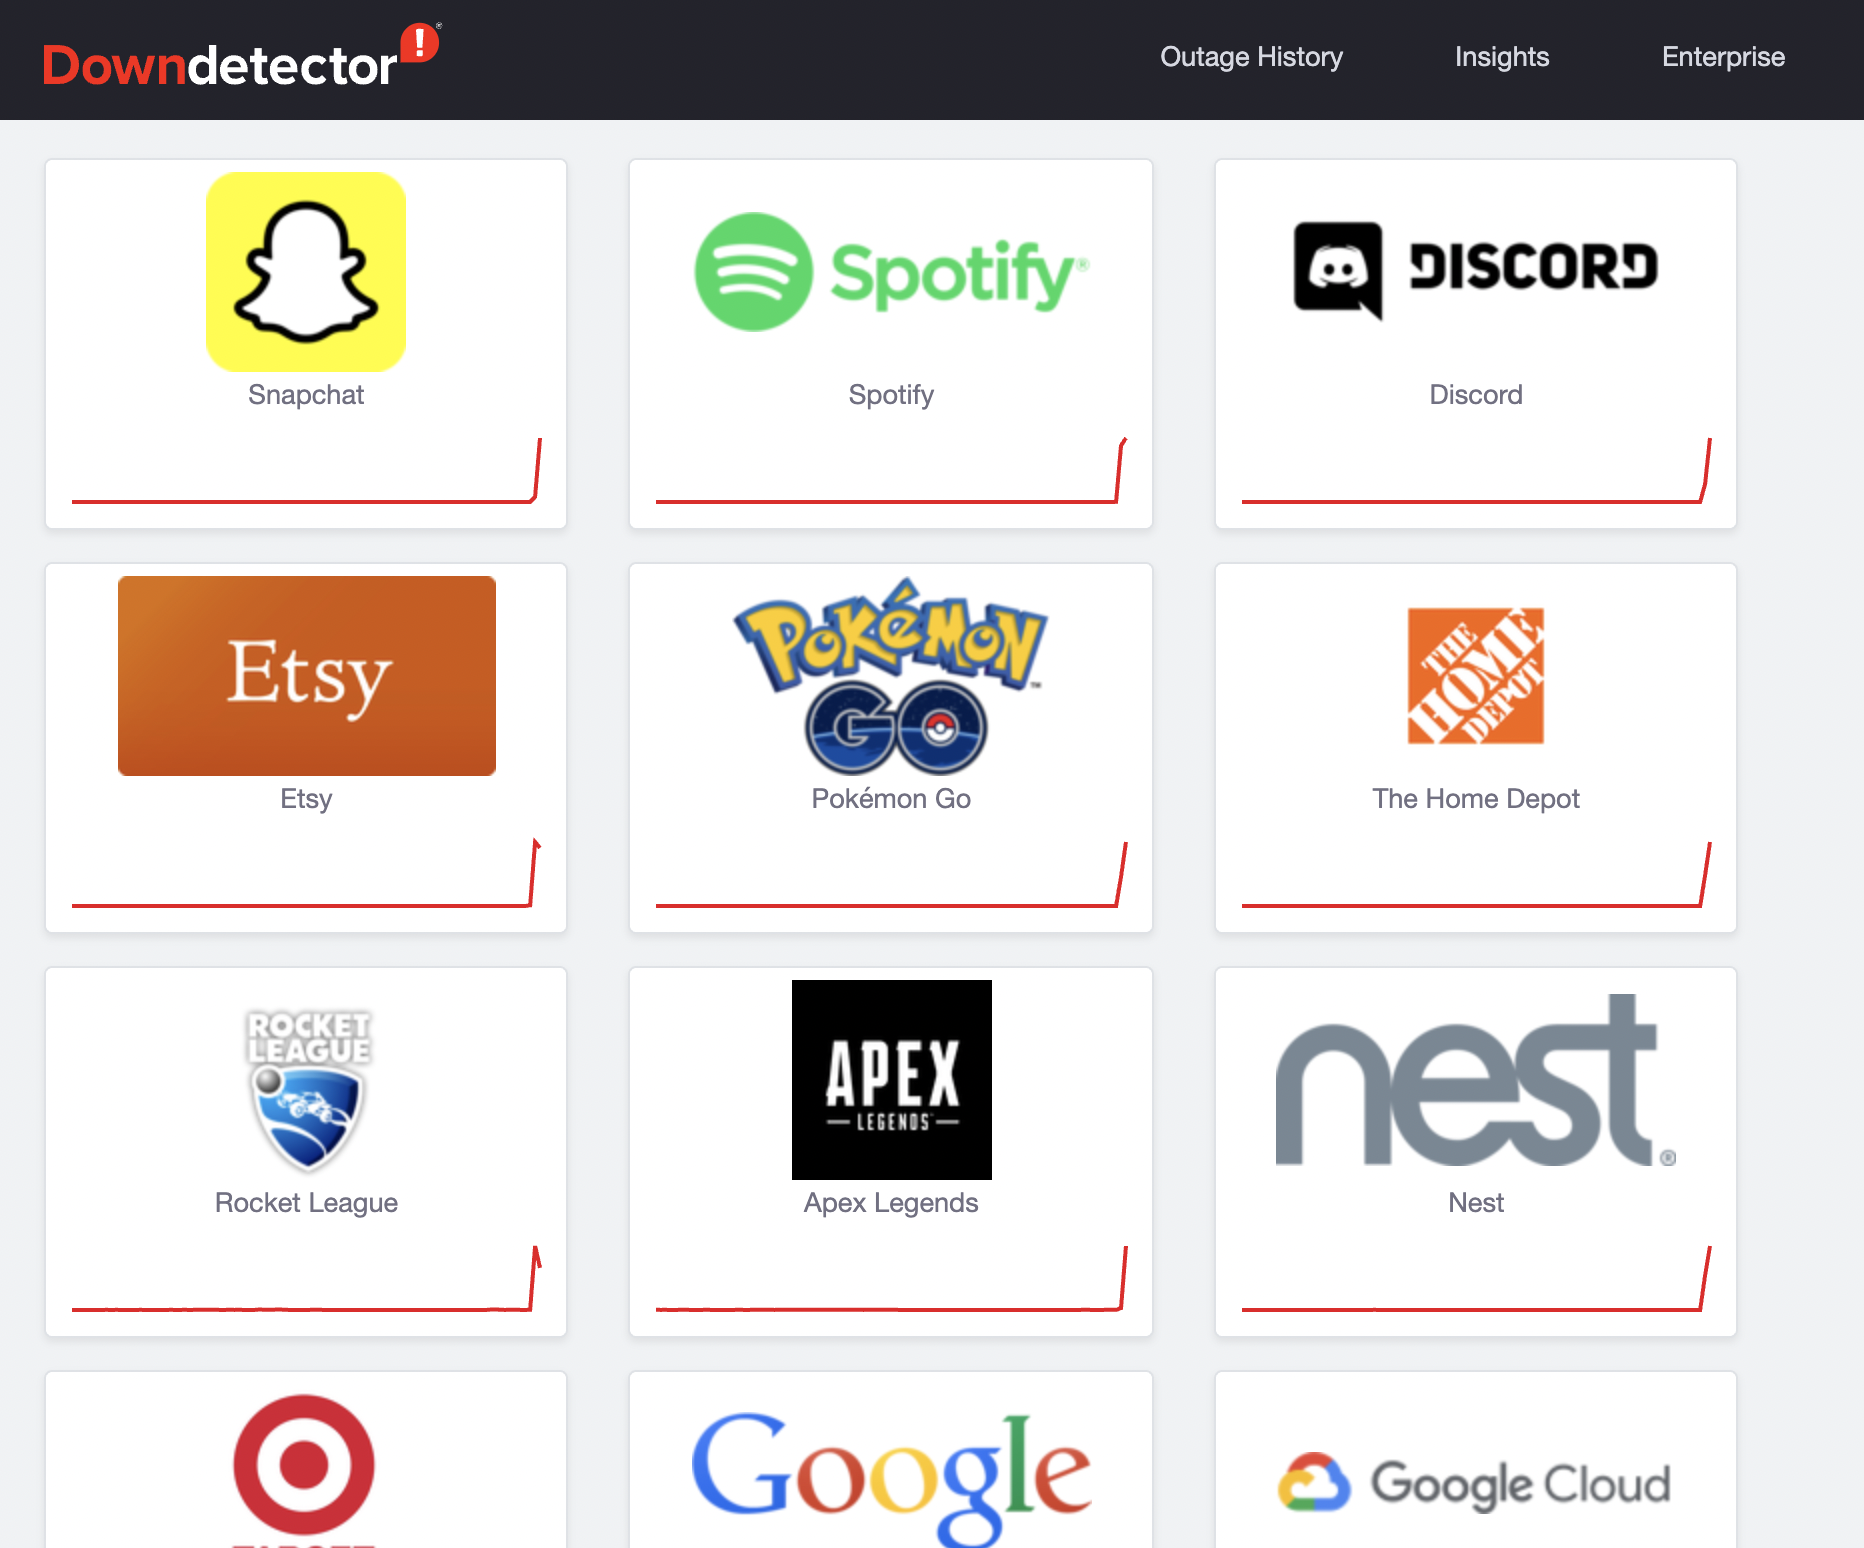 Downdetector!®
Outage History
Insights
Enterprise
Spotify®
DISCORD
Snapchat
Spotify
Discord
Etsy
POKéMON
GO
THE
HOME
DEPOT
Etsy
Pokémon Go
The Home Depot
ROCKET
LEAGUE
APEX
LEGENDS
nest®
Rocket League
Apex Legends
Nest
TARGET
Google
Google Cloud